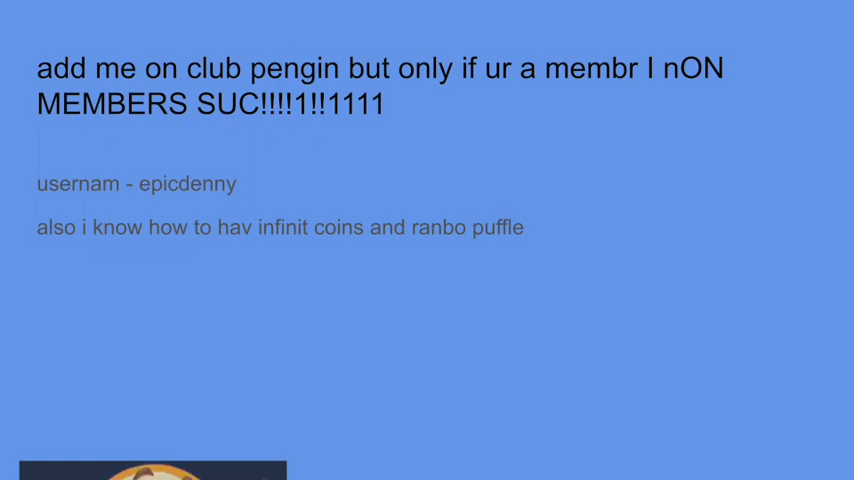 add me on club pengin but only if ur a membr I nON
MEMBERS SUC!!!!1!!1111
usernam - epicdenny
also i know how to hav infinit coins and ranbo puffle